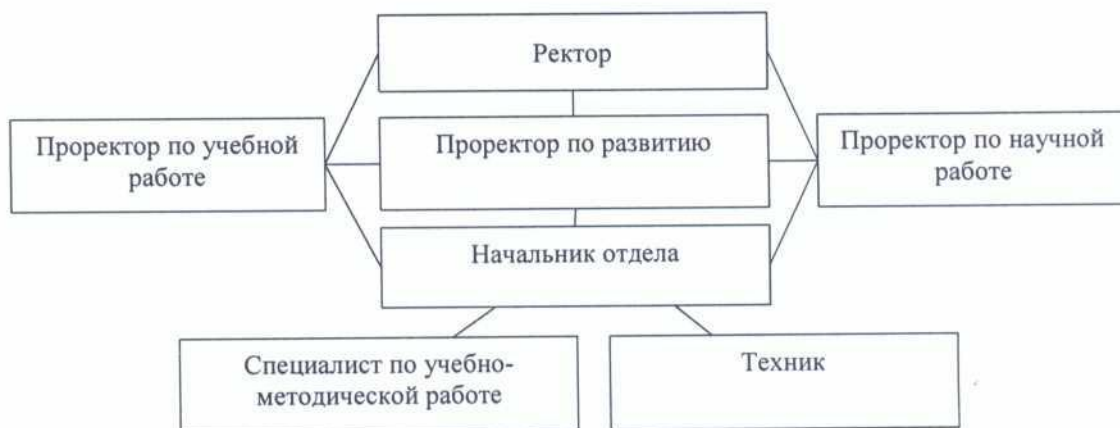 Ректор
Проректор по учебной
работе
Проректор по развитию
Проректор по научной
работе
Начальник отдела
Специалист по учебно-
методической работе
Техник